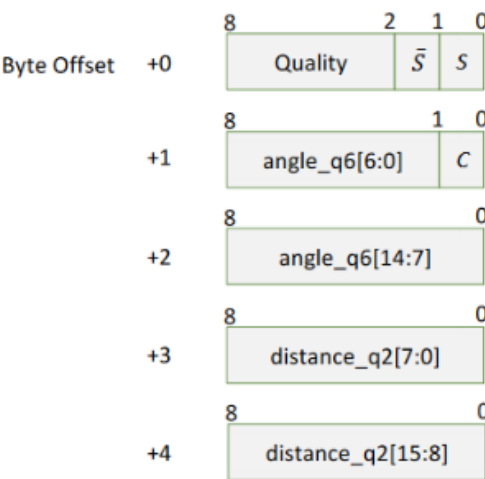 8 2 1 0
Byte Offset +0 Quality S̄ S
8 1 0
+1 angle_q6[6:0] C
8 0
+2 angle_q6[14:7]
8 0
+3 distance_q2[7:0]
8 0
+4 distance_q2[15:8]